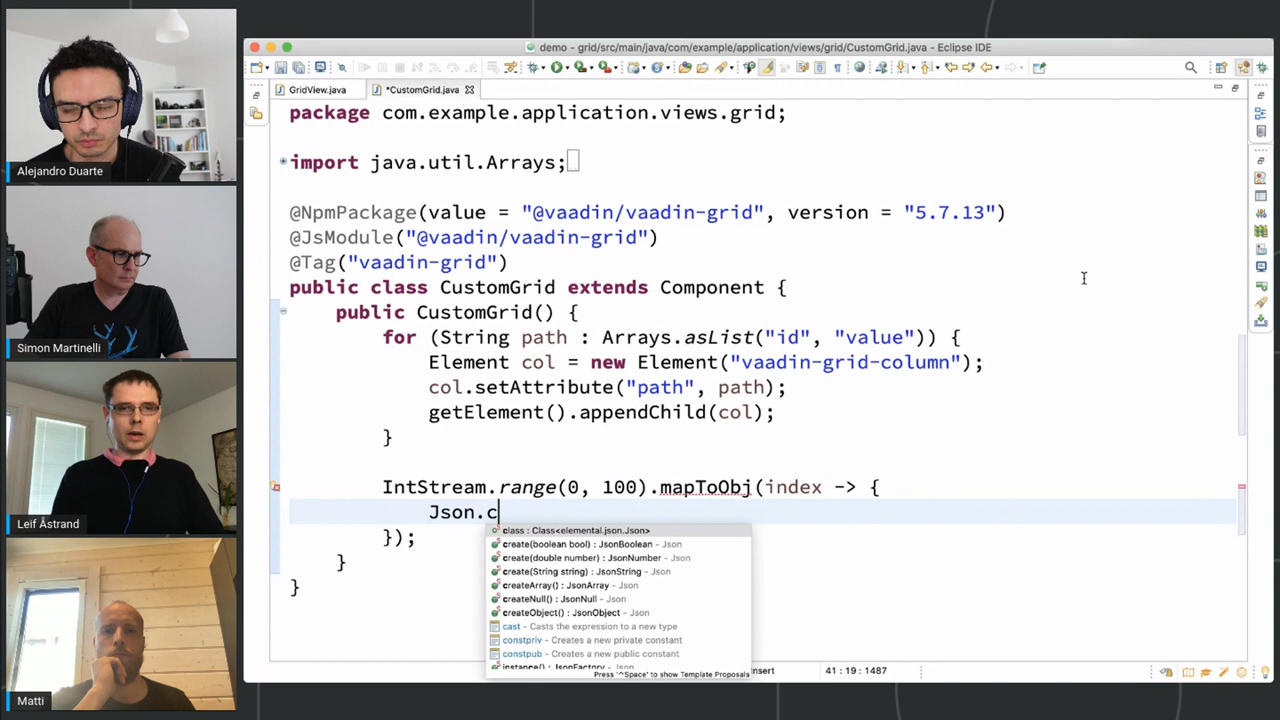 Alejandro Duarte
Simon Martinelli
Leif Åstrand
Matti
demo - grid/src/main/java/com/example/application/views/grid/CustomGrid.java - Eclipse IDE
GridView.java
*CustomGrid.java
package com.example.application.views.grid;
import java.util.Arrays;
@NpmPackage(value = "@vaadin/vaadin-grid", version = "5.7.13")
@JsModule("@vaadin/vaadin-grid")
@Tag("vaadin-grid")
public class CustomGrid extends Component {
public CustomGrid() {
for (String path : Arrays.asList("id", "value")) {
Element col = new Element("vaadin-grid-column");
col.setAttribute("path", path);
getElement().appendChild(col);
}
IntStream.range(0, 100).mapToObj(index -> {
Json.c
});
}
}
class : Class<elemental.json.Json>
create(boolean bool) : JsonBoolean - Json
create(double number) : JsonNumber - Json
create(String string) : JsonString - Json
createArray() : JsonArray - Json
createNull() : JsonNull - Json
createObject() : JsonObject - Json
cast - Casts the expression to a new type
constpriv - Creates a new private constant
constpub - Creates a new public constant
instance() : JsonFactory - Json
Press '^Space' to show Template Proposals
41 : 19 : 1487